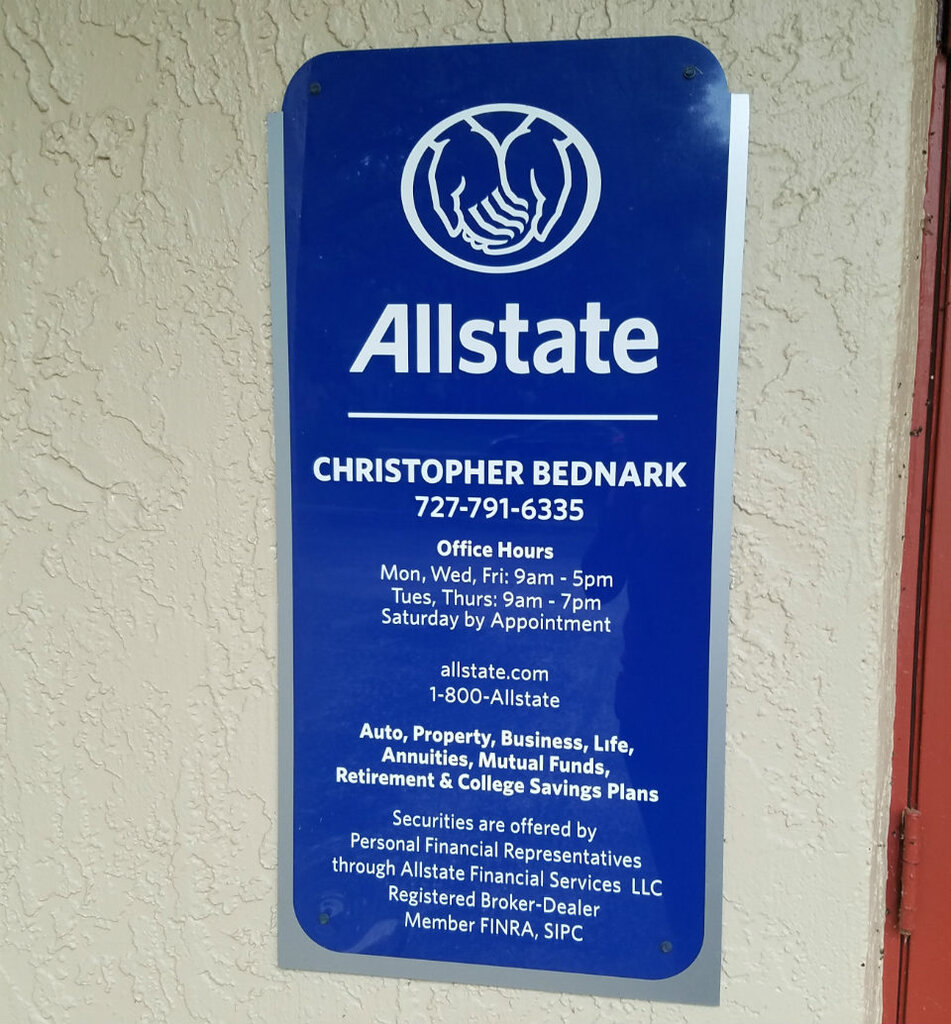 Allstate
CHRISTOPHER BEDNARK
727-791-6335
Office Hours
Mon, Wed, Fri: 9am - 5pm
Tues, Thurs: 9am - 7pm
Saturday by Appointment
allstate.com
1-800-Allstate
Auto, Property, Business, Life,
Annuities, Mutual Funds,
Retirement & College Savings Plans
Securities are offered by
Personal Financial Representatives
through Allstate Financial Services LLC
Registered Broker-Dealer
Member FINRA, SIPC